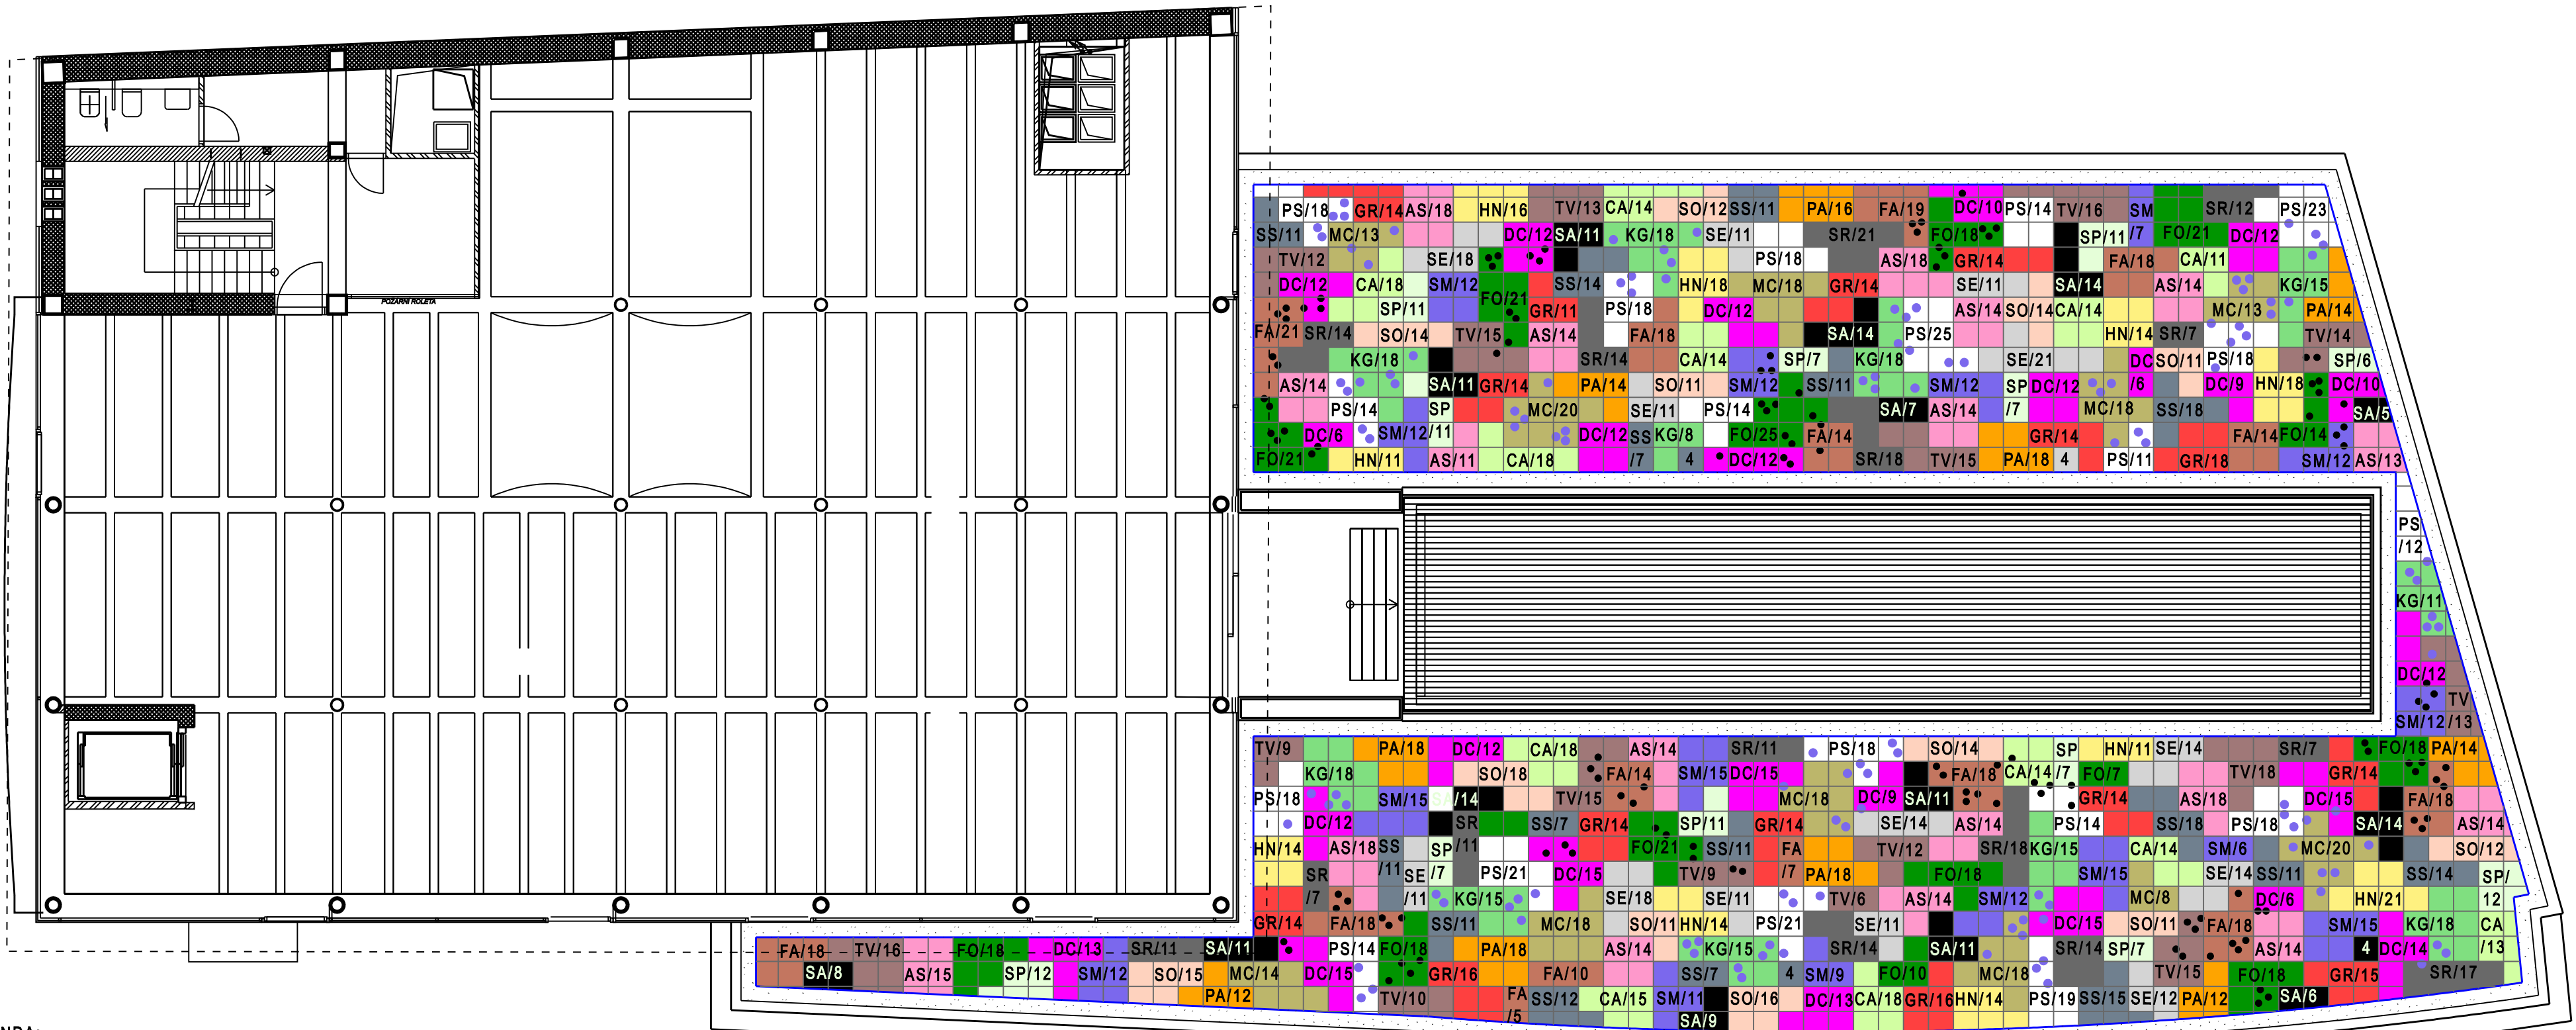 PS/18 GR/14 AS/18 HN/16 TV/13 CA/14 SO/12 SS/11 PA/16 FA/19 DC/10 PS/14 TV/16 SM SR/12 PS/23
SS/11 MC/13 DC/12 SA/11 KG/18 SE/11 SR/21 FO/18 SP/11 /7 FO/21 DC/12
TV/12 SE/18 PS/18 AS/18 GR/14 FA/18 CA/11
DC/12 CA/18 SM/12 FO/21 SS/14 HN/18 MC/18 GR/14 SE/11 SA/14 AS/14 KG/15
POŽARNI ROLETA
SP/11 GR/11 PS/18 DC/12 AS/14 SO/14 CA/14 MC/13 PA/14
FA/21 SR/14 SO/14 TV/15 AS/14 FA/18 SA/14 PS/25 HN/14 SR/7 TV/14
KG/18 SR/14 CA/14 SP/7 KG/18 SE/21 DC SO/11 PS/18 SP/6
AS/14 SA/11 GR/14 PA/14 SO/11 SM/12 SS/11 SM/12 SP DC/12 /6 DC/9 HN/18 DC/10
PS/14 SP MC/20 SE/11 PS/14 SA/7 AS/14 /7 MC/18 SS/18 SA/5
DC/6 SM/12 /11 DC/12 SS KG/8 FO/25 FA/14 GR/14 FA/14 FO/14
FO/21 HN/11 AS/11 CA/18 /7 4 DC/12 SR/18 TV/15 PA/18 4 PS/11 GR/18 SM/12 AS/13
PS
/12
KG/11
DC/12
TV
SM/12 /13
TV/9 PA/18 DC/12 CA/18 AS/14 SR/11 PS/18 SO/14 SP HN/11 SE/14 SR/7 FO/18 PA/14
KG/18 SO/18 FA/14 SM/15 DC/15 FA/18 CA/14 /7 FO/7 TV/18 GR/14
PS/18 SM/15 SA/14 TV/15 MC/18 DC/9 SA/11 GR/14 AS/18 DC/15 FA/18
DC/12 SR SS/7 GR/14 SP/11 GR/14 SE/14 AS/14 PS/14 SS/18 PS/18 SA/14 AS/14
HN/14 AS/18 SS SP /11 FO/21 SS/11 FA TV/12 SR/18 KG/15 CA/14 SM/6 MC/20 SO/12
SR /11 SE /7 PS/21 DC/15 TV/9 /7 PA/18 FO/18 SM/15 SE/14 SS/11 SS/14 SP/
/7 /11 KG/15 SE/18 SE/11 TV/6 AS/14 SM/12 MC/8 DC/6 HN/21 12
GR/14 FA/18 SS/11 MC/18 SO/11 HN/14 PS/21 SE/11 DC/15 SO/11 FA/18 SM/15 KG/18 CA
FA/18 TV/16 FO/18 DC/13 SR/11 SA/11 PS/14 FO/18 PA/18 AS/14 KG/15 SR/14 SA/11 SR/14 SP/7 AS/14 4 DC/14 /13
SA/8 AS/15 SP/12 SM/12 SO/15 MC/14 DC/15 GR/16 FA/10 SS/7 4 SM/9 FO/10 MC/18 TV/15 FO/18 GR/15 SR/17
PA/12 TV/10 FA SS/12 CA/15 SM/11 SO/16 DC/13 CA/18 GR/16 HN/14 PS/19 SS/15 SE/12 PA/12 SA/6
/5 SA/9